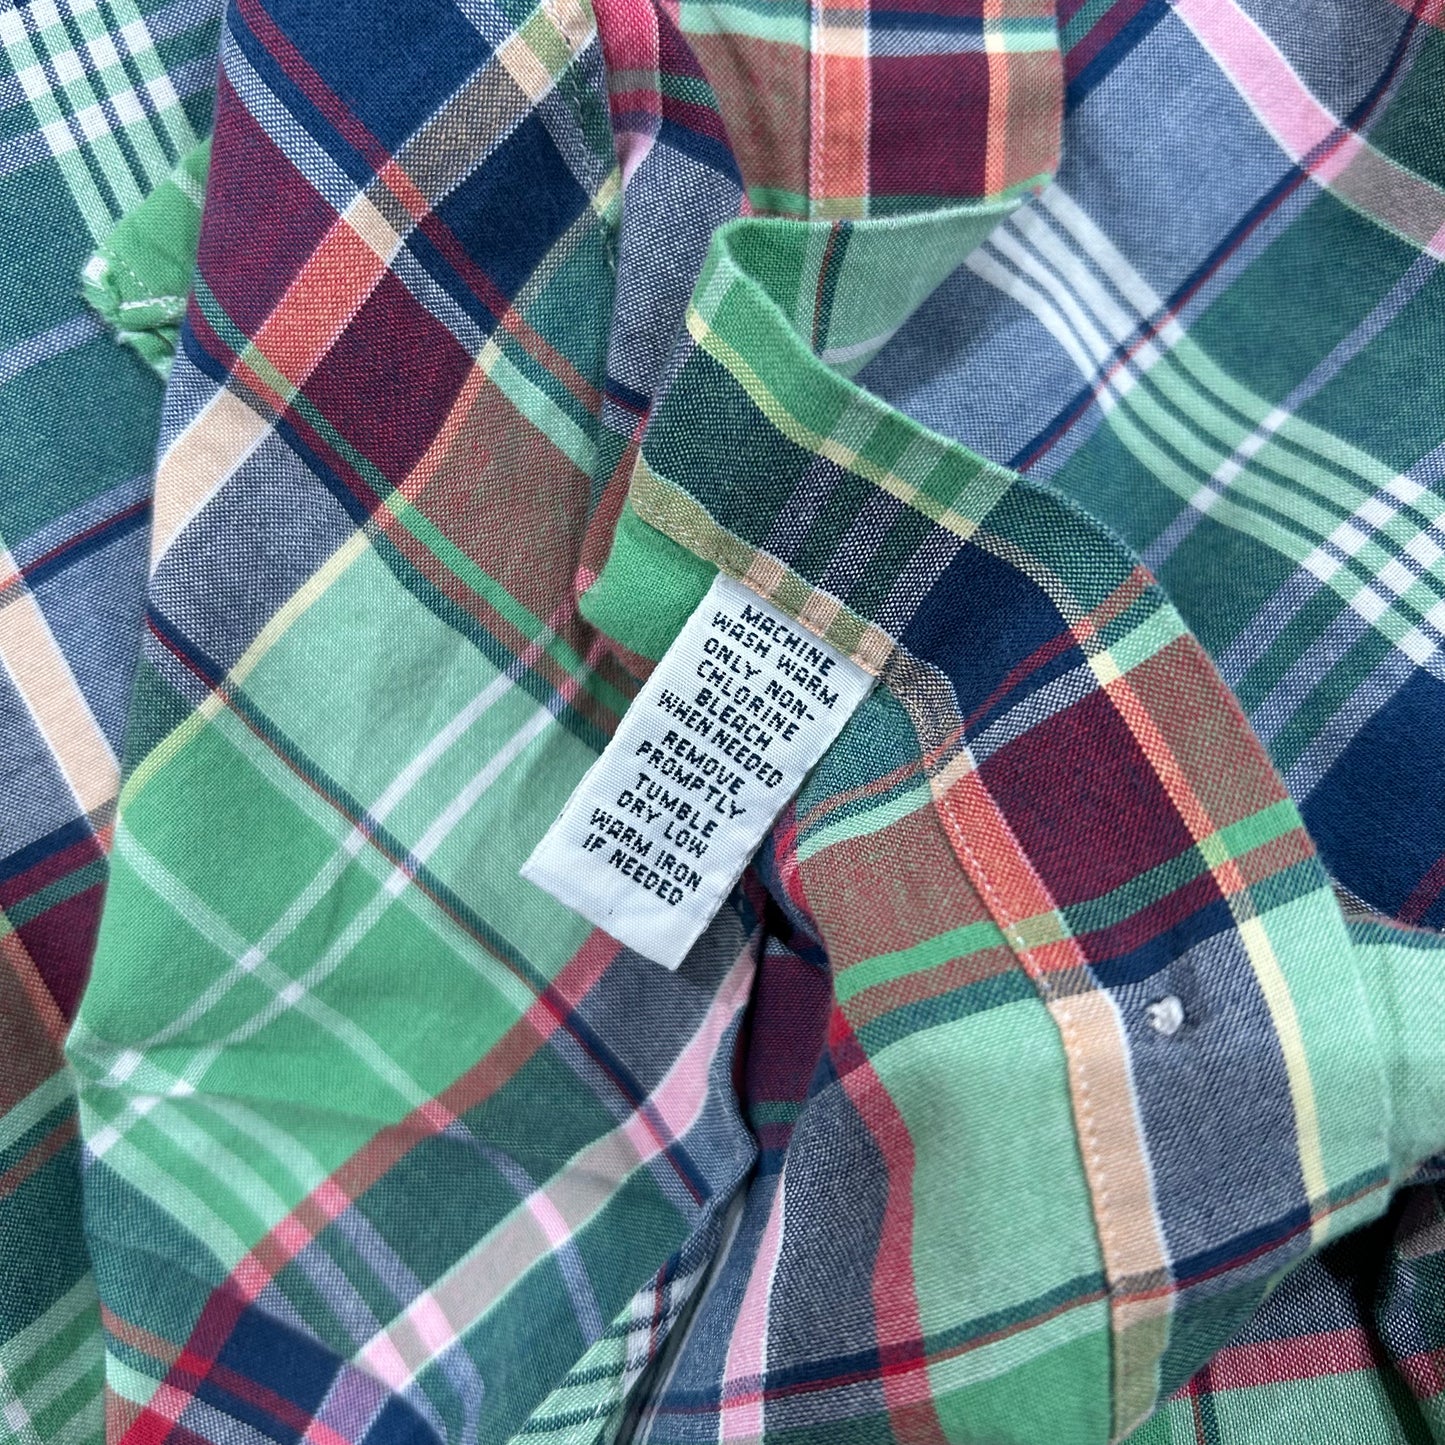 MACHINE
WASH WARM
ONLY NON-
CHLORINE
BLEACH
WHEN NEEDED
REMOVE
PROMPTLY
TUMBLE
DRY LOW
WARM IRON
IF NEEDED